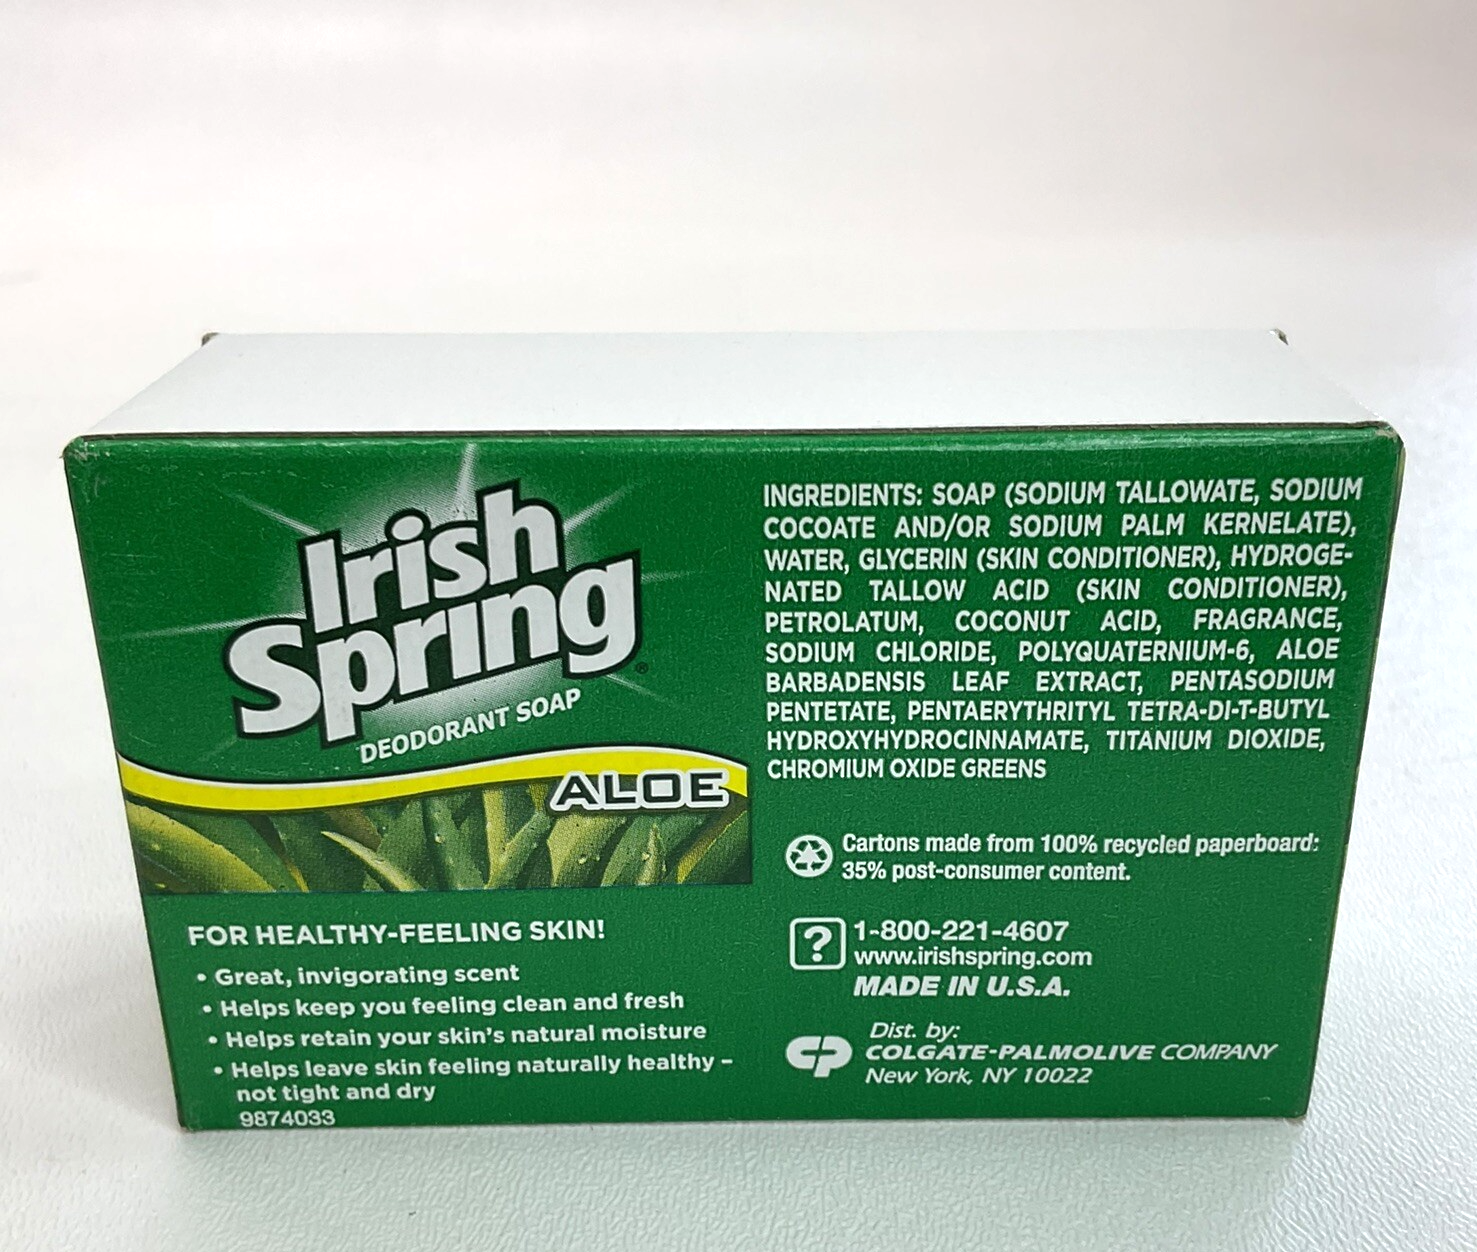 Irish
Spring®
DEODORANT SOAP
ALOE
FOR HEALTHY-FEELING SKIN!
• Great, invigorating scent
• Helps keep you feeling clean and fresh
• Helps retain your skin's natural moisture
• Helps leave skin feeling naturally healthy –
not tight and dry
9874033
INGREDIENTS: SOAP (SODIUM TALLOWATE, SODIUM
COCOATE AND/OR SODIUM PALM KERNELATE),
WATER, GLYCERIN (SKIN CONDITIONER), HYDROGE-
NATED TALLOW ACID (SKIN CONDITIONER),
PETROLATUM, COCONUT ACID, FRAGRANCE,
SODIUM CHLORIDE, POLYQUATERNIUM-6, ALOE
BARBADENSIS LEAF EXTRACT, PENTASODIUM
PENTETATE, PENTAERYTHRITYL TETRA-DI-T-BUTYL
HYDROXYHYDROCINNAMATE, TITANIUM DIOXIDE,
CHROMIUM OXIDE GREENS
Cartons made from 100% recycled paperboard:
35% post-consumer content.
? 1-800-221-4607
www.irishspring.com
MADE IN U.S.A.
Dist. by:
CP COLGATE-PALMOLIVE COMPANY
New York, NY 10022